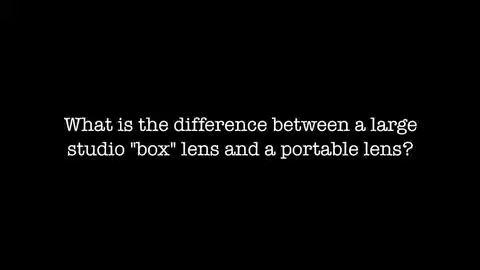 What is the difference between a large
studio "box" lens and a portable lens?